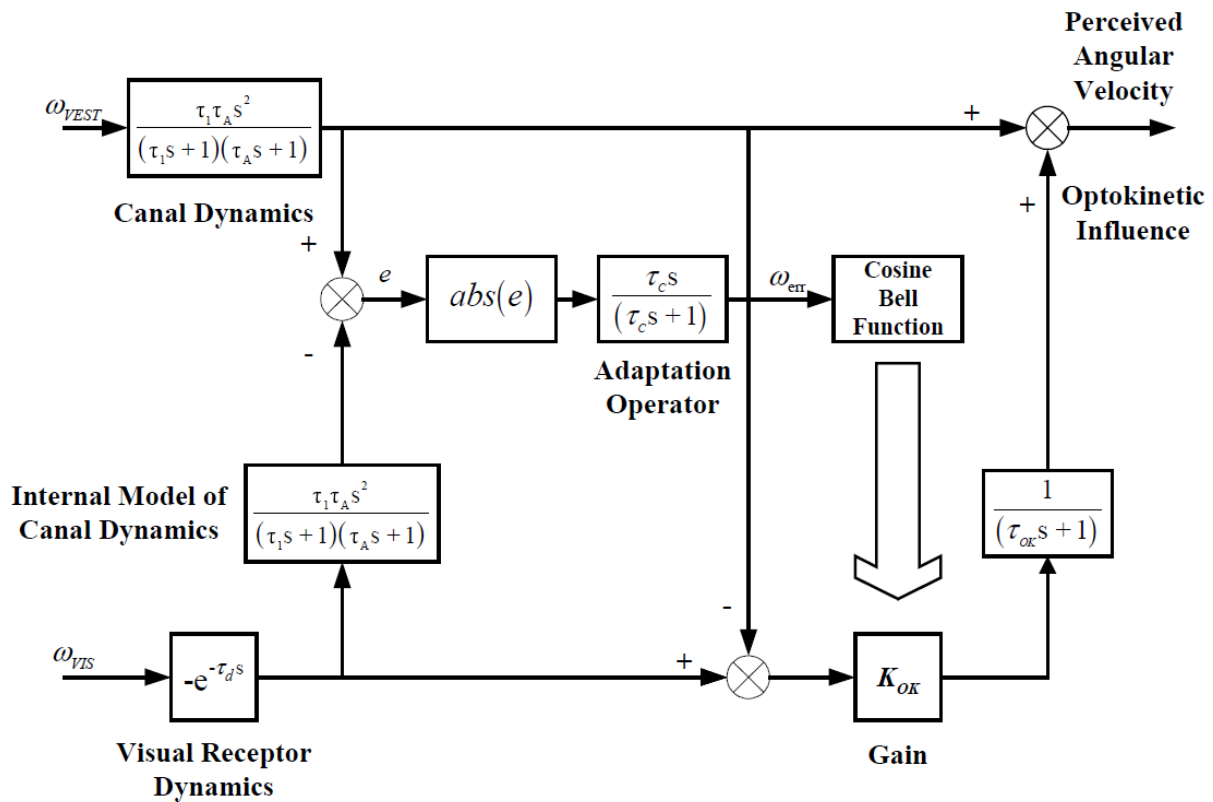 Perceived
Angular
Velocity
ω_VEST
τ₁τ_A s²
(τ₁s + 1)(τ_A s + 1)
+
Canal Dynamics
+
Optokinetic
Influence
+
e
abs(e)
τ_c s
(τ_c s + 1)
ω_err
Cosine
Bell
Function
-
Adaptation
Operator
Internal Model of
Canal Dynamics
τ₁τ_A s²
(τ₁s + 1)(τ_A s + 1)
1
(τ_OK s + 1)
-
ω_VIS
-e^-τ_d s
+
K_OK
Visual Receptor
Dynamics
Gain